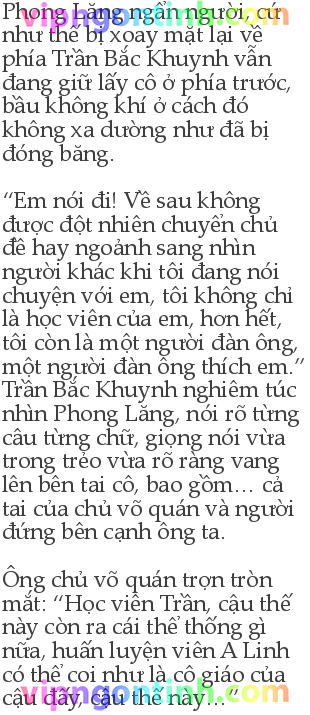 vipngontinh.com
Phong Lăng ngẩn người, cứ
như thế bị xoay mặt lại về
phía Trần Bắc Khuynh vẫn
đang giữ lấy cô ở phía trước,
bầu không khí ở cách đó
không xa dường như đã bị
đóng băng.
“Em nói đi! Về sau không
được đột nhiên chuyển chủ
đề hay ngoảnh sang nhìn
người khác khi tôi đang nói
chuyện với em, tôi không chỉ
là học viên của em, hơn hết,
tôi còn là một người đàn ông,
một người đàn ông thích em.”
Trần Bắc Khuynh nghiêm túc
nhìn Phong Lăng, nói rõ từng
câu từng chữ, giọng nói vừa
trong trẻo vừa rõ ràng vang
lên bên tai cô, bao gồm… cả
tai của chủ võ quán và người
đứng bên cạnh ông ta.
Ông chủ võ quán trợn tròn
mắt: “Học viên Trần, cậu thế
này còn ra cái thể thống gì
nữa, huấn luyện viên A Linh
có thể coi như là cô giáo của
cậu đấy, cậu thế này…”
vipngontinh.com